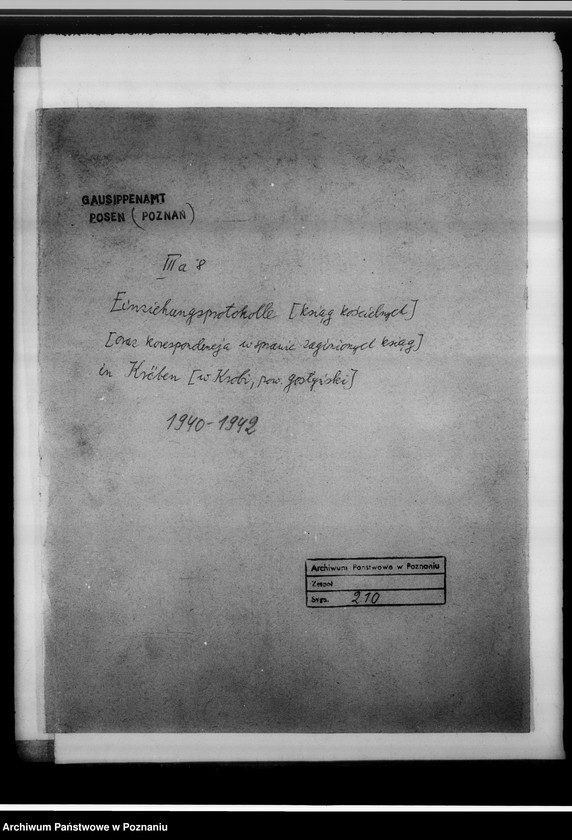 GAUSIPPENAMT
POSEN (POZNAŃ)
III a 8
Einziehungsprotokolle [ksiąg kościelnych]
[oraz korespondencja w sprawie zaginionych ksiąg]
in Kröben [w Krobi, pow. gostyński]
1940-1942
Archiwum Państwowe w Poznaniu
Zespół
Sygn. 210
Archiwum Państwowe w Poznaniu